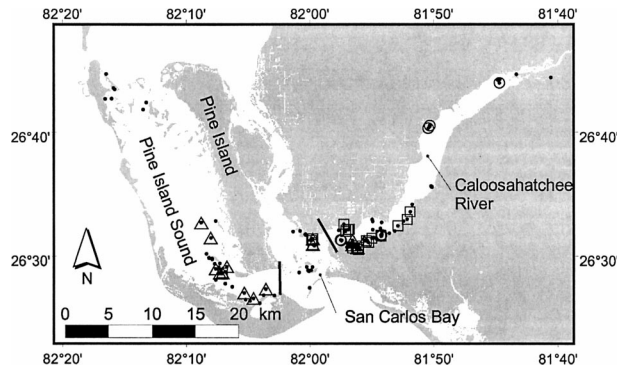 82°20' 82°10' 82°00' 81°50' 81°40'
26°40' 26°40'
26°30' 26°30'
Pine Island
Pine Island Sound
Caloosahatchee
River
San Carlos Bay
N
0 5 10 15 20 km
82°20' 82°10' 82°00' 81°50' 81°40'